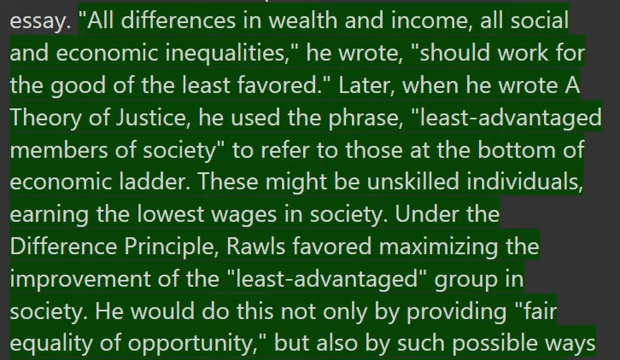 essay. "All differences in wealth and income, all social
and economic inequalities," he wrote, "should work for
the good of the least favored." Later, when he wrote A
Theory of Justice, he used the phrase, "least-advantaged
members of society" to refer to those at the bottom of
economic ladder. These might be unskilled individuals,
earning the lowest wages in society. Under the
Difference Principle, Rawls favored maximizing the
improvement of the "least-advantaged" group in
society. He would do this not only by providing "fair
equality of opportunity," but also by such possible ways